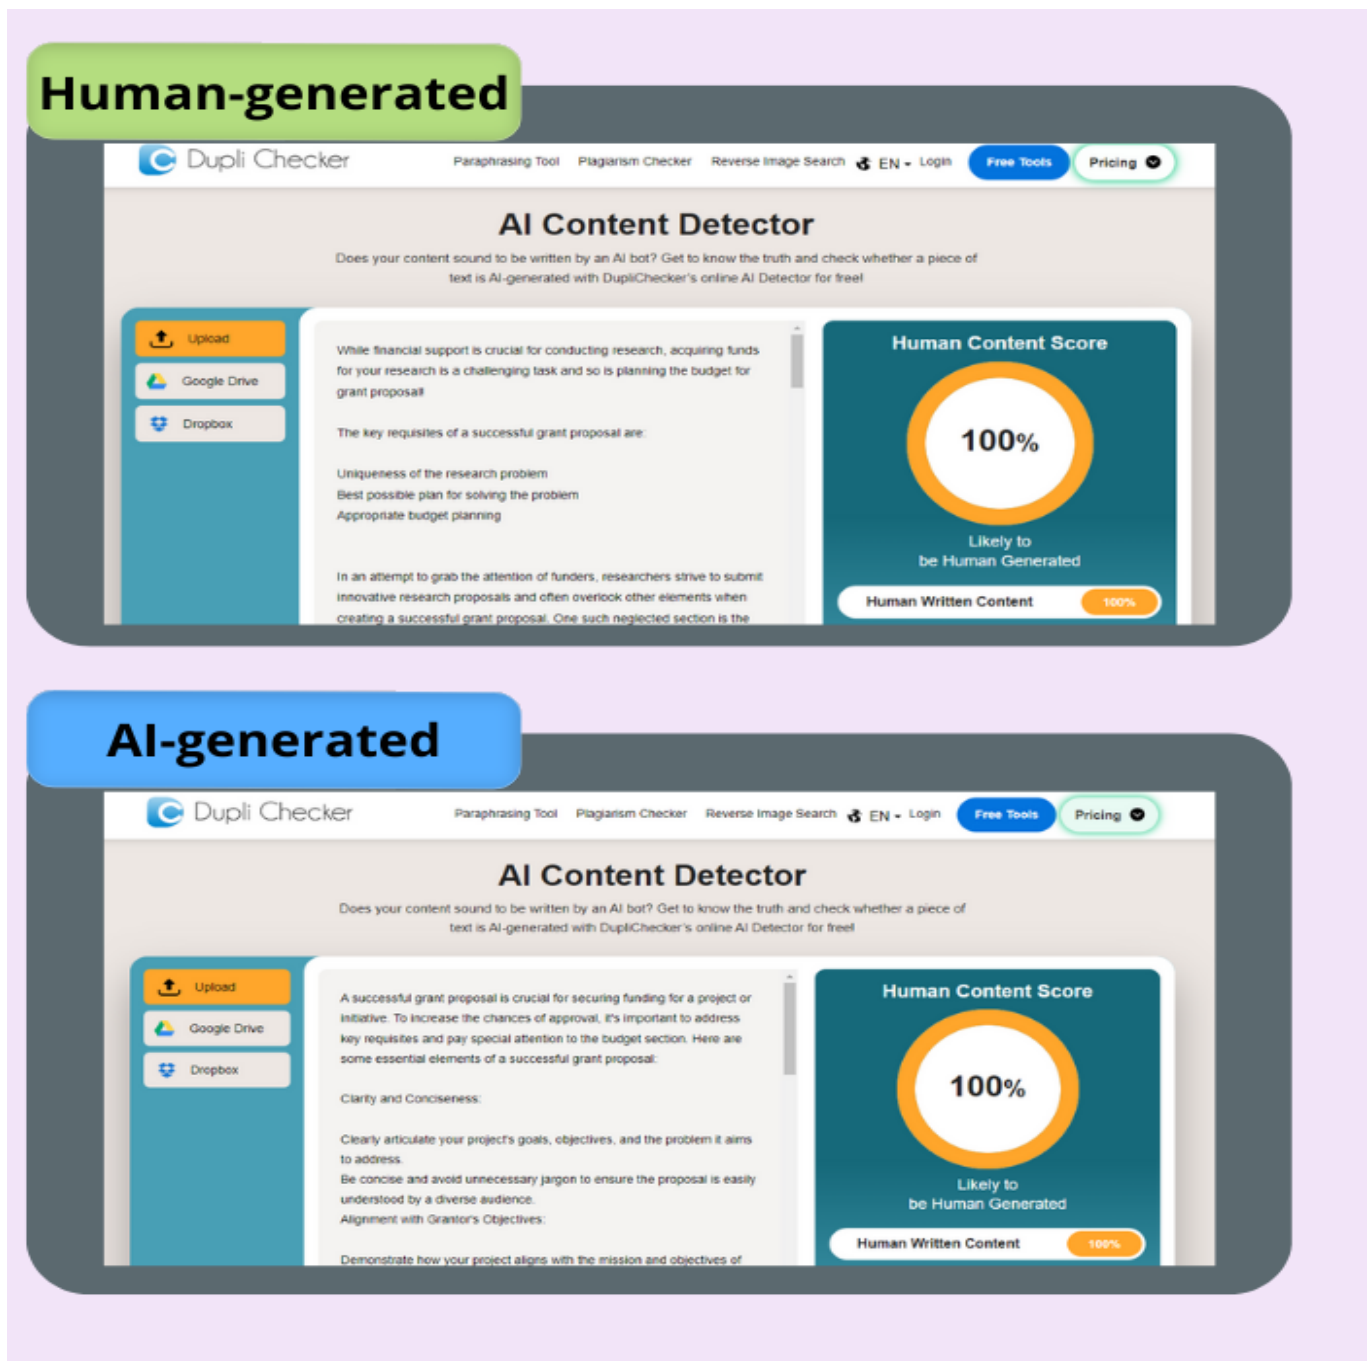 Human-generated
Dupli Checker
Paraphrasing Tool Plagiarism Checker Reverse Image Search EN Login Free Tools Pricing
AI Content Detector
Does your content sound to be written by an AI bot? Get to know the truth and check whether a piece of
text is AI-generated with DupliChecker's online AI Detector for free!
Upload
Google Drive
Dropbox
While financial support is crucial for conducting research, acquiring funds
for your research is a challenging task and so is planning the budget for
grant proposal!
The key requisites of a successful grant proposal are:
Uniqueness of the research problem
Best possible plan for solving the problem
Appropriate budget planning
In an attempt to grab the attention of funders, researchers strive to submit
innovative research proposals and often overlook other elements when
creating a successful grant proposal. One such neglected section is the
Human Content Score
100%
Likely to
be Human Generated
Human Written Content 100%
AI-generated
Dupli Checker
Paraphrasing Tool Plagiarism Checker Reverse Image Search EN Login Free Tools Pricing
AI Content Detector
Does your content sound to be written by an AI bot? Get to know the truth and check whether a piece of
text is AI-generated with DupliChecker's online AI Detector for free!
Upload
Google Drive
Dropbox
A successful grant proposal is crucial for securing funding for a project or
initiative. To increase the chances of approval, it's important to address
key requisites and pay special attention to the budget section. Here are
some essential elements of a successful grant proposal:
Clarity and Conciseness:
Clearly articulate your project's goals, objectives, and the problem it aims
to address.
Be concise and avoid unnecessary jargon to ensure the proposal is easily
understood by a diverse audience.
Alignment with Grantor's Objectives:
Demonstrate how your project aligns with the mission and objectives of
Human Content Score
100%
Likely to
be Human Generated
Human Written Content 100%